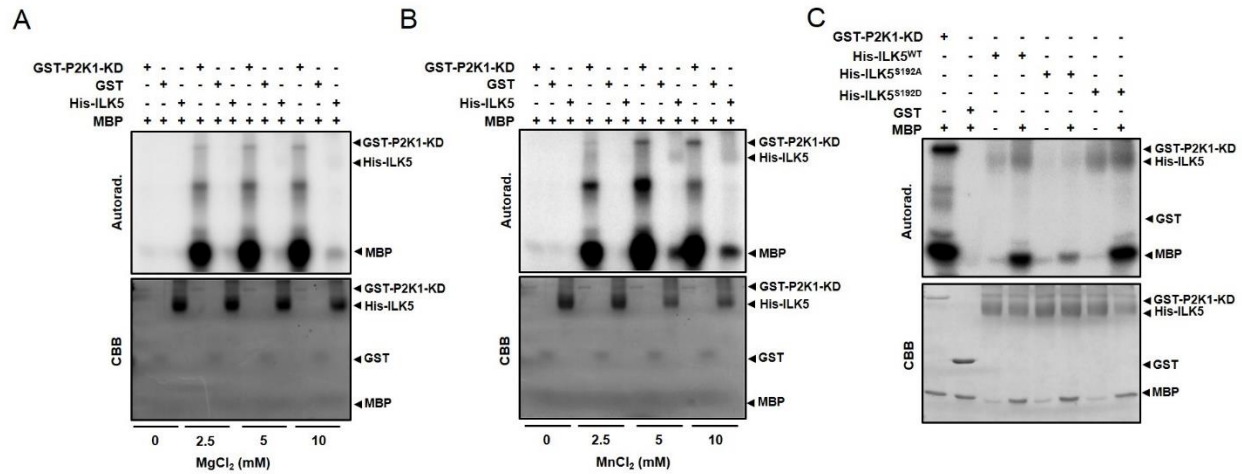 A
GST-P2K1-KD + - - + - - + - - + - -
GST - + - - + - - + - - + -
His-ILK5 - - + - - + - - + - - +
MBP + + + + + + + + + + + +
Autorad.
GST-P2K1-KD
His-ILK5
MBP
CBB
GST-P2K1-KD
His-ILK5
GST
MBP
0 2.5 5 10
MgCl₂ (mM)
B
GST-P2K1-KD + - - + - - + - - + - -
GST - + - - + - - + - - + -
His-ILK5 - - + - - + - - + - - +
MBP + + + + + + + + + + + +
Autorad.
GST-P2K1-KD
His-ILK5
MBP
CBB
GST-P2K1-KD
His-ILK5
GST
MBP
0 2.5 5 10
MnCl₂ (mM)
C
GST-P2K1-KD + - - - - - - -
His-ILK5ᵂᵀ - - + + - - - -
His-ILK5ˢ¹⁹²ᴬ - - - - + + - -
His-ILK5ˢ¹⁹²ᴰ - - - - - - + +
GST - + - - - - - -
MBP + + - + - + - +
Autorad.
GST-P2K1-KD
His-ILK5
GST
MBP
CBB
GST-P2K1-KD
His-ILK5
GST
MBP